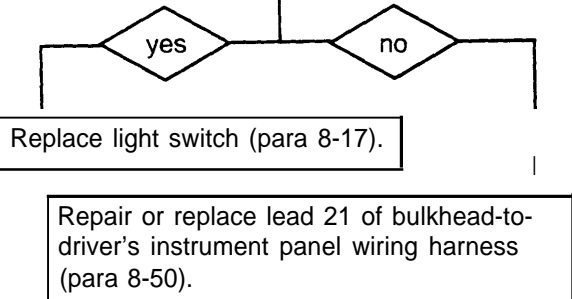 yes no
Replace light switch (para 8-17).
Repair or replace lead 21 of bulkhead-to-
driver's instrument panel wiring harness
(para 8-50).